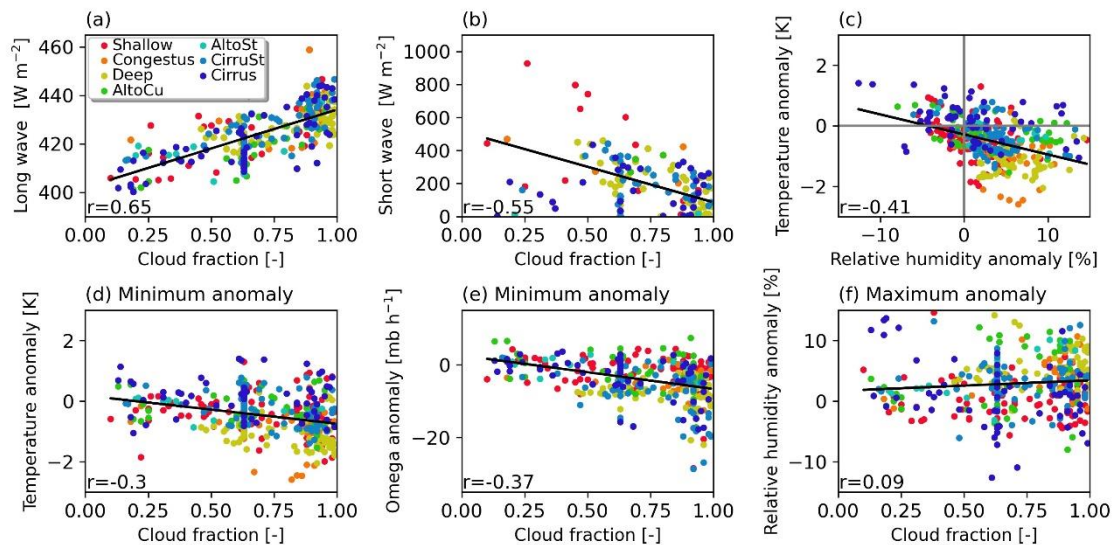 (a)
Long wave [W m⁻²]
460
440
420
400
Shallow
Congestus
Deep
AltoCu
AltoSt
CirruSt
Cirrus
r=0.65
0.00 0.25 0.50 0.75 1.00
Cloud fraction [-]
(b)
Short wave [W m⁻²]
1000
800
600
400
200
0
r=-0.55
0.00 0.25 0.50 0.75 1.00
Cloud fraction [-]
(c)
Temperature anomaly [K]
2
0
−2
r=-0.41
−10 0 10
Relative humidity anomaly [%]
(d) Minimum anomaly
Temperature anomaly [K]
2
0
−2
r=-0.3
0.00 0.25 0.50 0.75 1.00
Cloud fraction [-]
(e) Minimum anomaly
Omega anomaly [mb h⁻¹]
0
−20
r=-0.37
0.00 0.25 0.50 0.75 1.00
Cloud fraction [-]
(f) Maximum anomaly
Relative humidity anomaly [%]
10
0
−10
r=0.09
0.00 0.25 0.50 0.75 1.00
Cloud fraction [-]